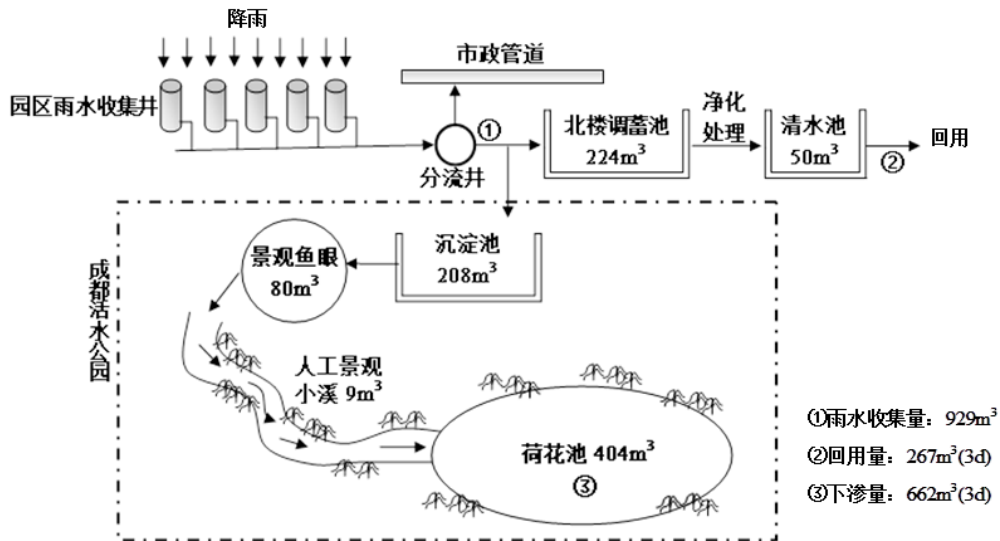 降雨
市政管道
园区雨水收集井
①
分流井
北楼调蓄池
224m³
净化
处理
清水池
50m³
②
回用
成都活水公园
景观鱼眼
80m³
沉淀池
208m³
人工景观
小溪 9m³
荷花池 404m³
③
①雨水收集量：929m³
②回用量：267m³(3d)
③下渗量：662m³(3d)